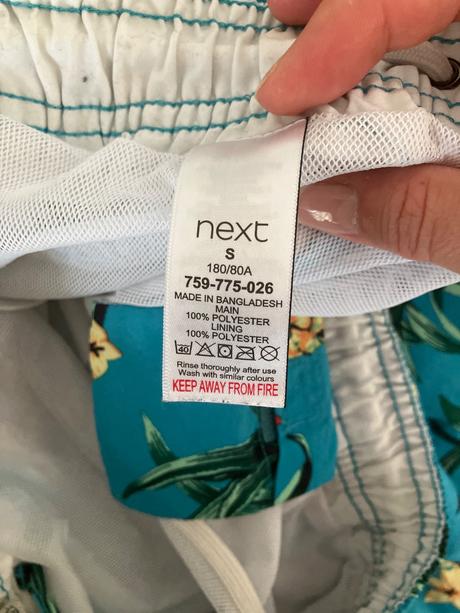 next
S
180/80A
759-775-026
MADE IN BANGLADESH
MAIN
100% POLYESTER
LINING
100% POLYESTER
40
Rinse thoroughly after use
Wash with similar colours
KEEP AWAY FROM FIRE